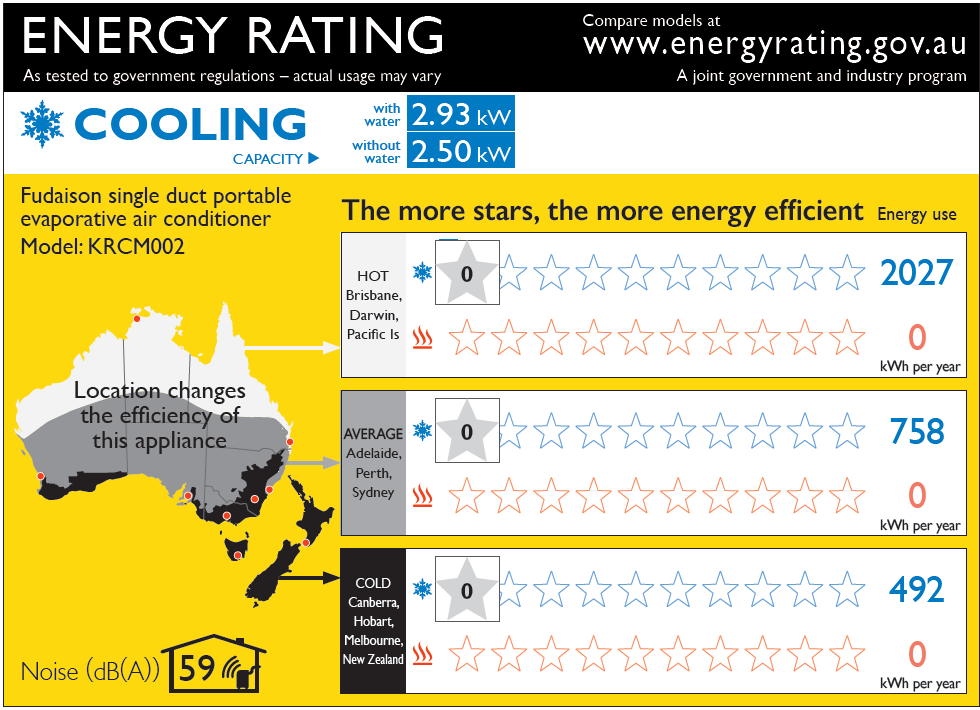 ENERGY RATING
As tested to government regulations – actual usage may vary
Compare models at
www.energyrating.gov.au
A joint government and industry program
COOLING
CAPACITY
with water 2.93 kW
without water 2.50 kW
Fudaison single duct portable
evaporative air conditioner
Model: KRCM002
The more stars, the more energy efficient Energy use
Location changes
the efficiency of
this appliance
HOT
Brisbane,
Darwin,
Pacific Is
0
2027
0
kWh per year
AVERAGE
Adelaide,
Perth,
Sydney
0
758
0
kWh per year
COLD
Canberra,
Hobart,
Melbourne,
New Zealand
0
492
0
kWh per year
Noise (dB(A)) 59